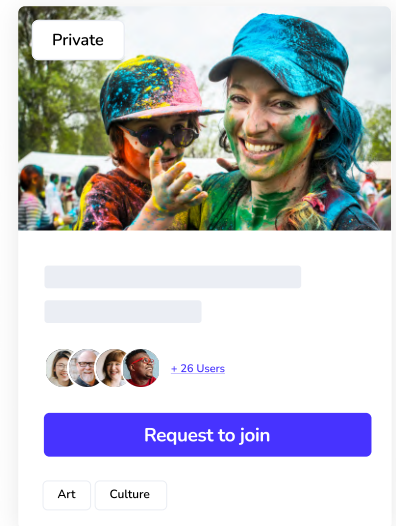 Private
+ 26 Users
Request to join
Art
Culture